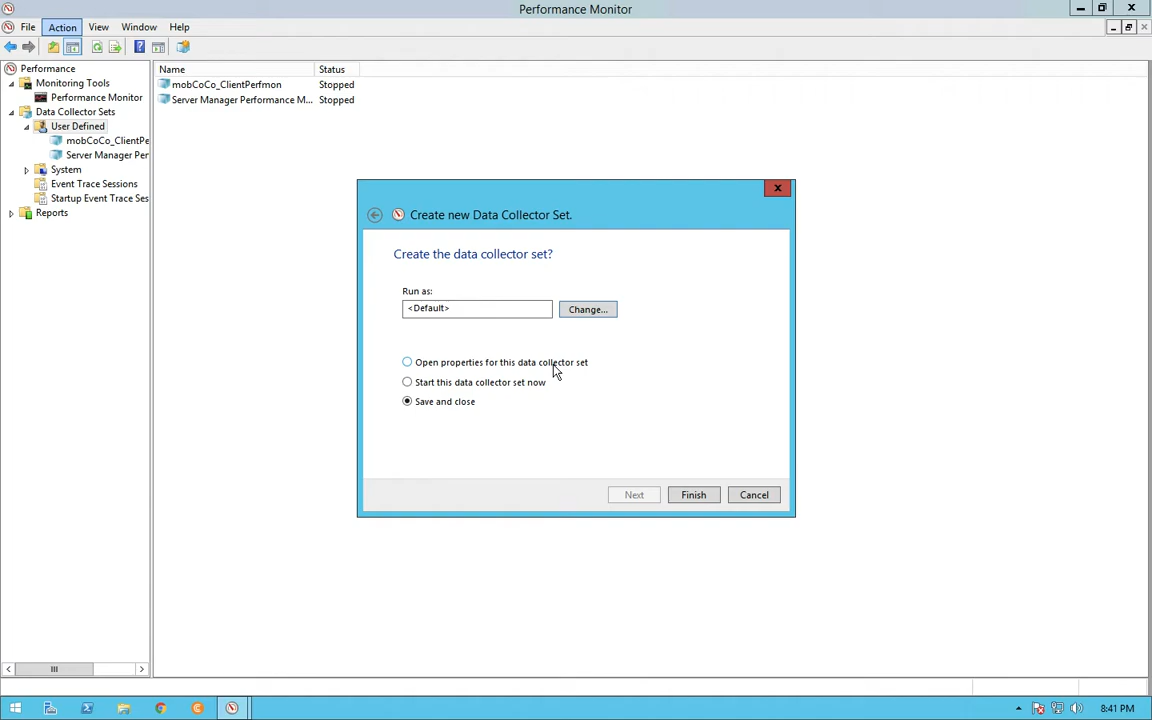 Performance Monitor
File Action View Window Help
Performance
Monitoring Tools
Performance Monitor
Data Collector Sets
User Defined
mobCoCo_ClientPe
Server Manager Per
System
Event Trace Sessions
Startup Event Trace Ses
Reports
Name Status
mobCoCo_ClientPerfmon Stopped
Server Manager Performance M... Stopped
Create new Data Collector Set.
Create the data collector set?
Run as:
<Default> Change...
Open properties for this data collector set
Start this data collector set now
Save and close
Next Finish Cancel
8:41 PM